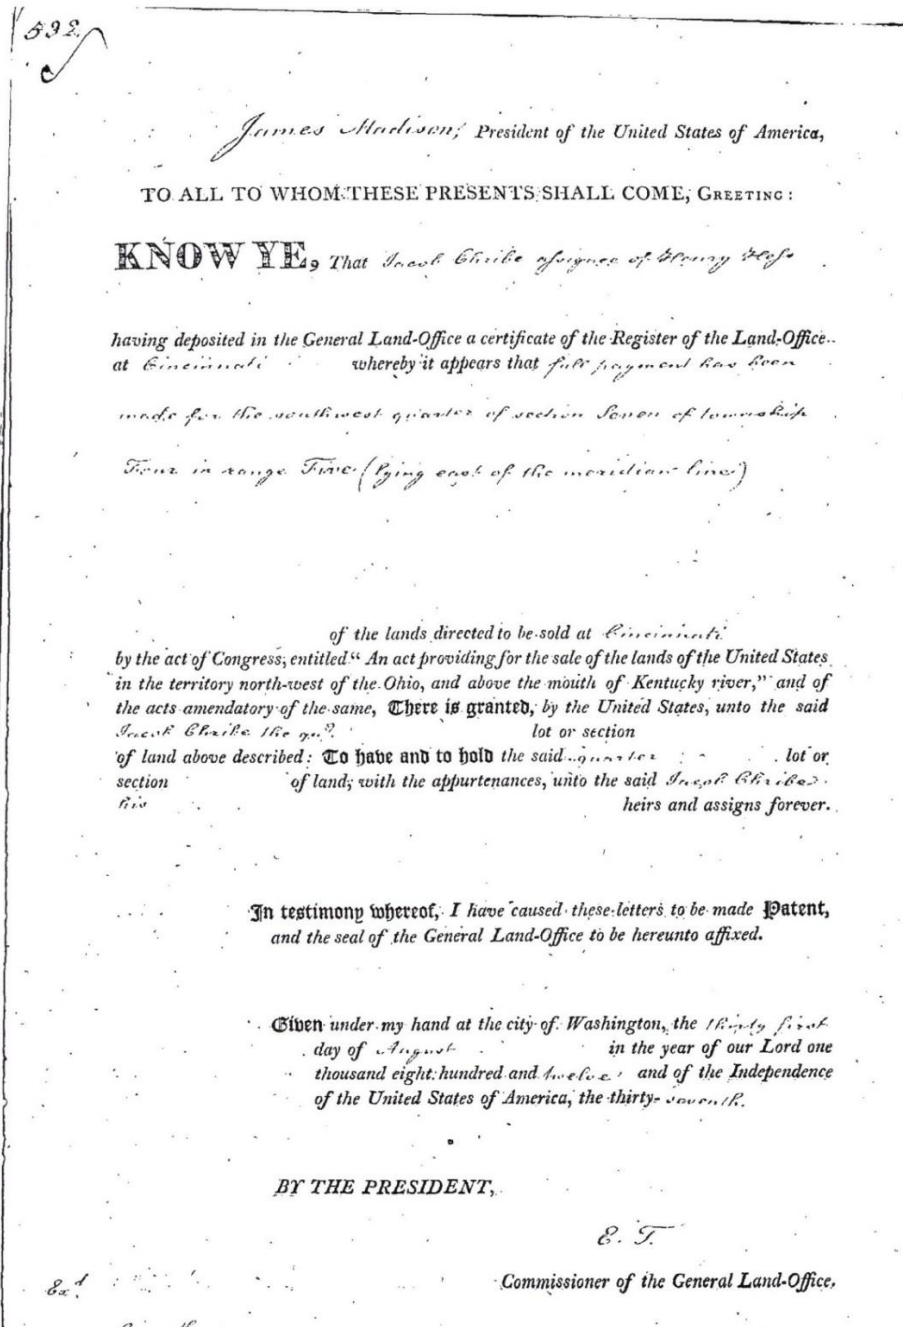 532.
James Madison, President of the United States of America,
TO ALL TO WHOM THESE PRESENTS SHALL COME, GREETING:
KNOW YE, That Jacob Chribe assignee of Henry Hess
having deposited in the General Land-Office a certificate of the Register of the Land-Office
at Cincinnati whereby it appears that full payment has been
made for the southwest quarter of section Seven of township
Four in range Five (lying east of the meridian line)
of the lands directed to be sold at Cincinnati
by the act of Congress, entitled "An act providing for the sale of the lands of the United States
in the territory north-west of the Ohio, and above the mouth of Kentucky river," and of
the acts amendatory of the same, There is granted, by the United States, unto the said
Jacob Chribe the qr. lot or section
of land above described: To have and to hold the said quarter lot or
section of land, with the appurtenances, unto the said Jacob Chribe
his heirs and assigns forever.
In testimony whereof, I have caused these letters to be made Patent,
and the seal of the General Land-Office to be hereunto affixed.
Given under my hand at the city of Washington, the thirty first
day of August in the year of our Lord one
thousand eight hundred and twelve, and of the Independence
of the United States of America, the thirty-seventh.
BY THE PRESIDENT,
E. T.
Exd.
Commissioner of the General Land-Office.